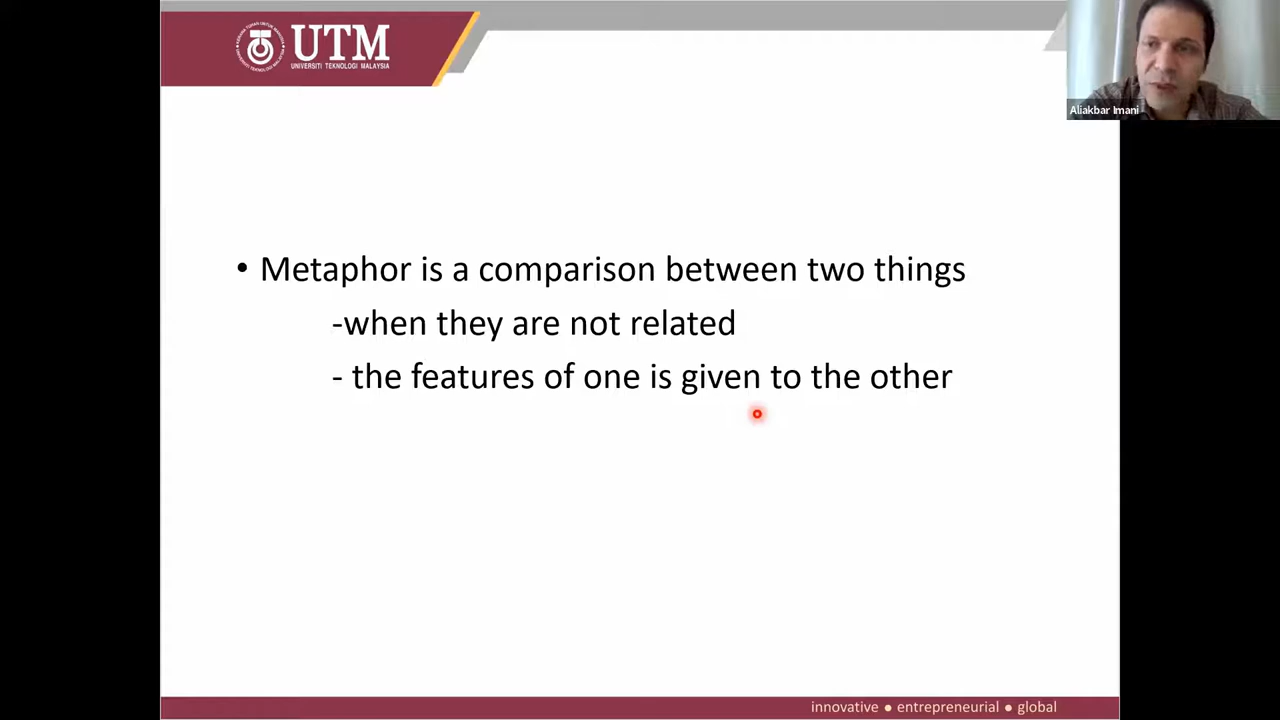 UTM
UNIVERSITI TEKNOLOGI MALAYSIA
Aliakbar Imani
• Metaphor is a comparison between two things
-when they are not related
- the features of one is given to the other
innovative ● entrepreneurial ● global